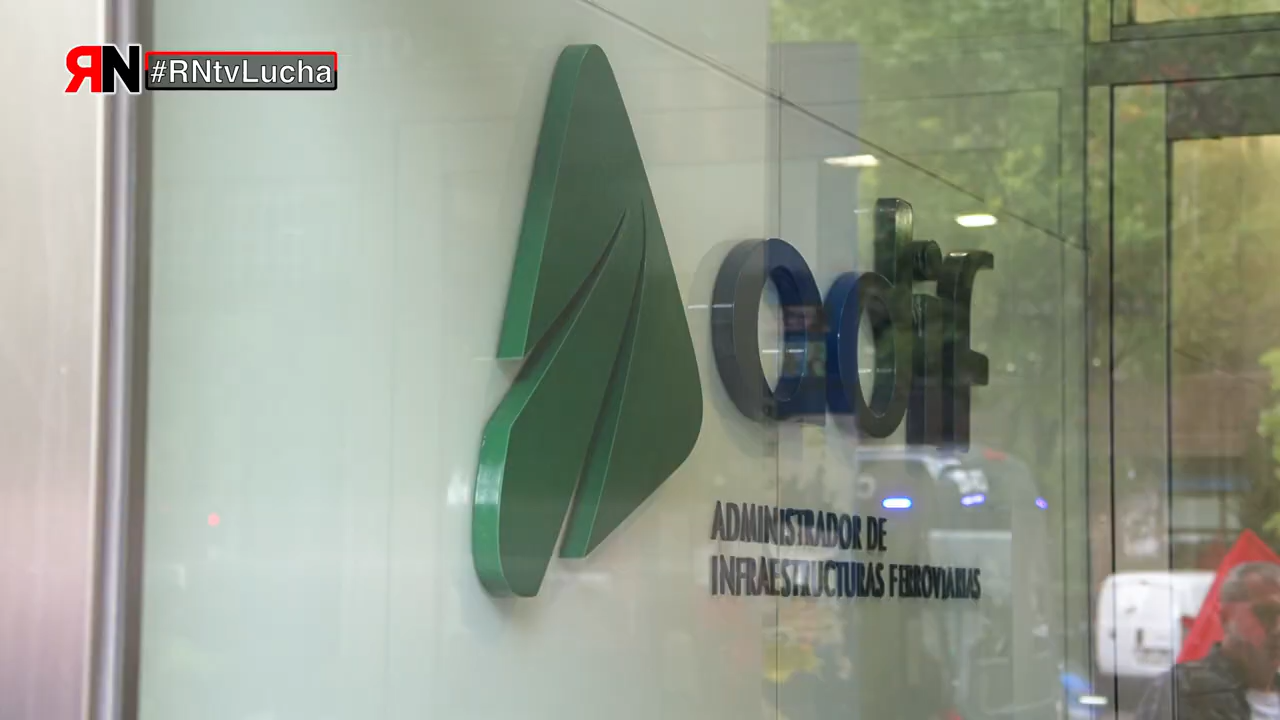 RN #RNtvLucha
adif
ADMINISTRADOR DE
INFRAESTRUCTURAS FERROVIARIAS